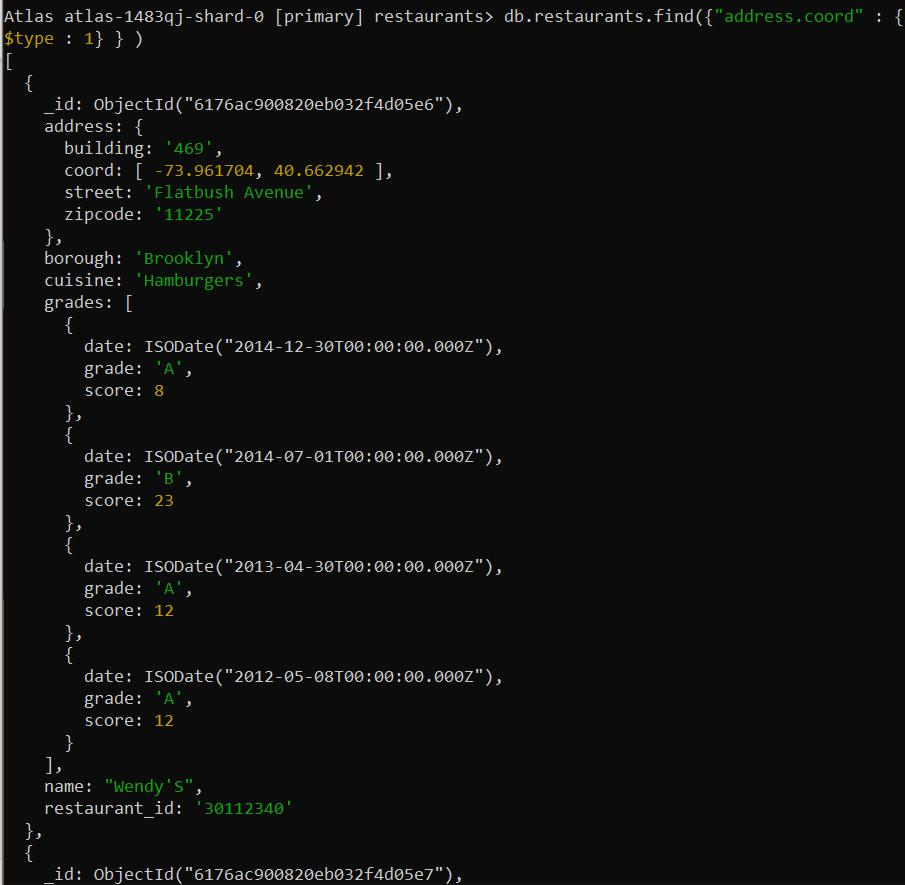 Atlas atlas-1483qj-shard-0 [primary] restaurants> db.restaurants.find({"address.coord" : {
$type : 1} } )
[
  {
    _id: ObjectId("6176ac900820eb032f4d05e6"),
    address: {
      building: '469',
      coord: [ -73.961704, 40.662942 ],
      street: 'Flatbush Avenue',
      zipcode: '11225'
    },
    borough: 'Brooklyn',
    cuisine: 'Hamburgers',
    grades: [
      {
        date: ISODate("2014-12-30T00:00:00.000Z"),
        grade: 'A',
        score: 8
      },
      {
        date: ISODate("2014-07-01T00:00:00.000Z"),
        grade: 'B',
        score: 23
      },
      {
        date: ISODate("2013-04-30T00:00:00.000Z"),
        grade: 'A',
        score: 12
      },
      {
        date: ISODate("2012-05-08T00:00:00.000Z"),
        grade: 'A',
        score: 12
      }
    ],
    name: "Wendy'S",
    restaurant_id: '30112340'
  },
  {
    _id: ObjectId("6176ac900820eb032f4d05e7"),